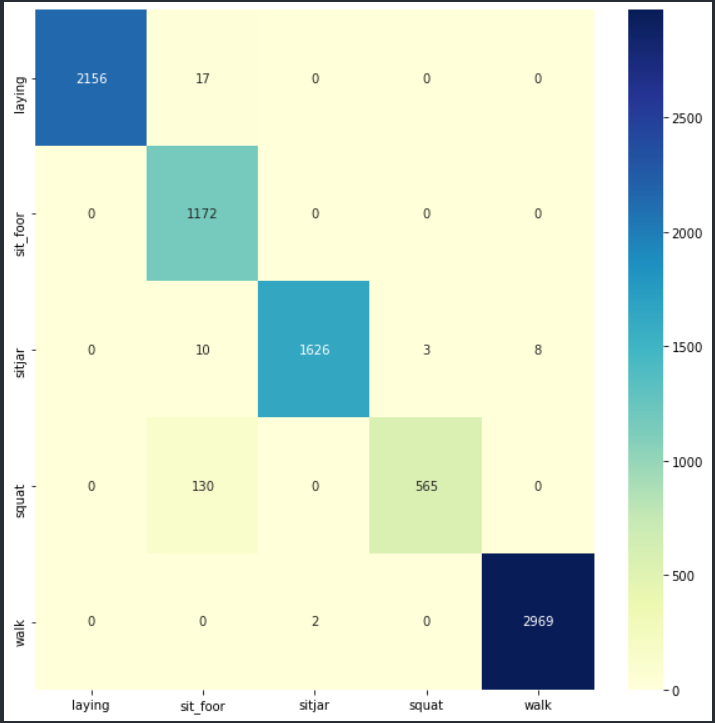 laying 2156 17 0 0 0
sit_foor 0 1172 0 0 0
sitjar 0 10 1626 3 8
squat 0 130 0 565 0
walk 0 0 2 0 2969
laying sit_foor sitjar squat walk
2500
2000
1500
1000
500
0